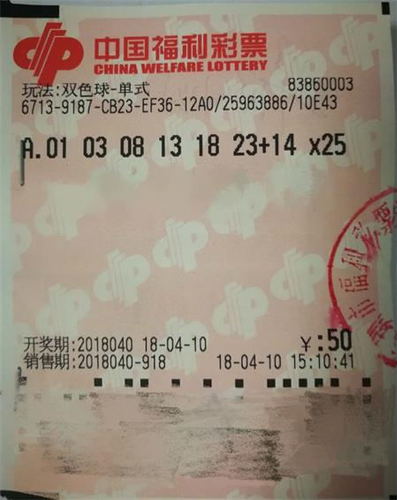 中国福利彩票
CHINA WELFARE LOTTERY
玩法:双色球-单式 83860003
6713-9187-CB23-EF36-12A0/25963886/10E43
A.01 03 08 13 18 23+14 x25
开奖期:2018040 18-04-10 ￥:50
销售期:2018040-918 18-04-10 15:10:41